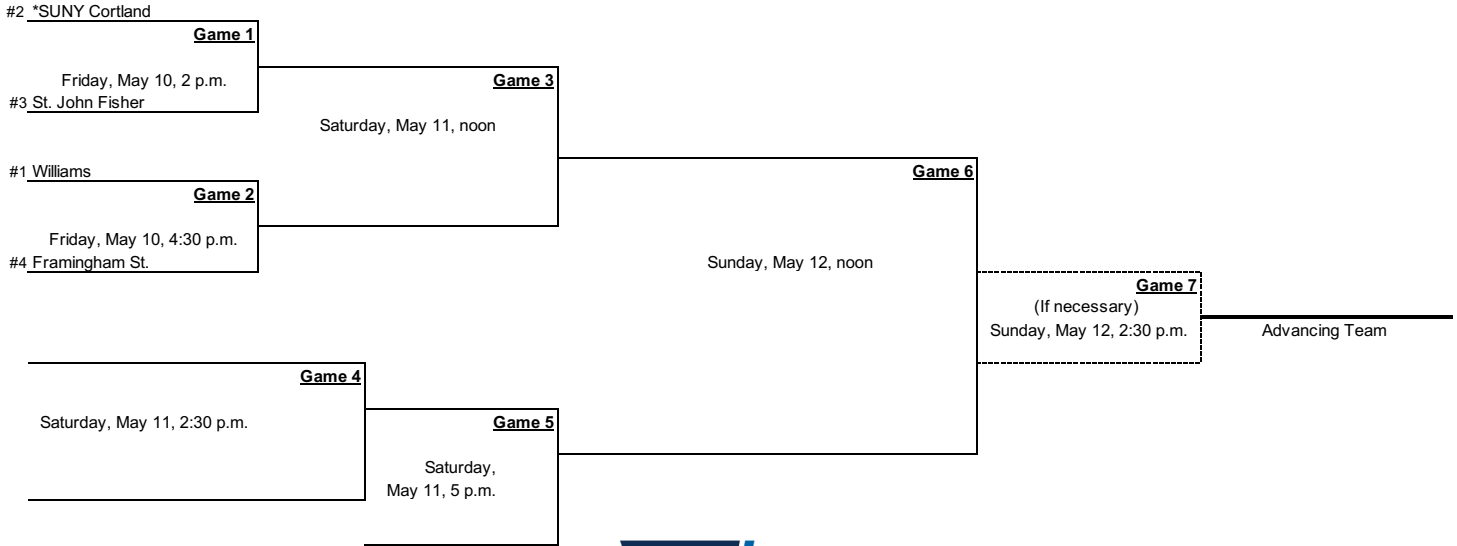 #2 *SUNY Cortland
Game 1
Friday, May 10, 2 p.m.
#3 St. John Fisher
Game 3
Saturday, May 11, noon
#1 Williams
Game 2
Friday, May 10, 4:30 p.m.
#4 Framingham St.
Game 6
Sunday, May 12, noon
Game 7
(If necessary)
Sunday, May 12, 2:30 p.m.
Advancing Team
Game 4
Saturday, May 11, 2:30 p.m.
Game 5
Saturday,
May 11, 5 p.m.